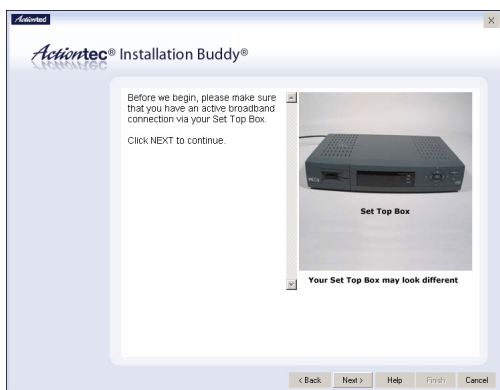 Actiontec
Actiontec® Installation Buddy®
Before we begin, please make sure
that you have an active broadband
connection via your Set Top Box.
Click NEXT to continue.
Set Top Box
Your Set Top Box may look different
< Back Next > Help Finish Cancel